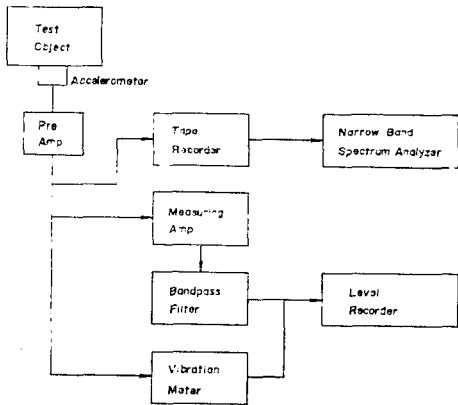 Test
Object
Accelerometer
Pre
Amp
Tape
Recorder
Narrow Band
Spectrum Analyzer
Measuring
Amp
Bandpass
Filter
Level
Recorder
Vibration
Meter